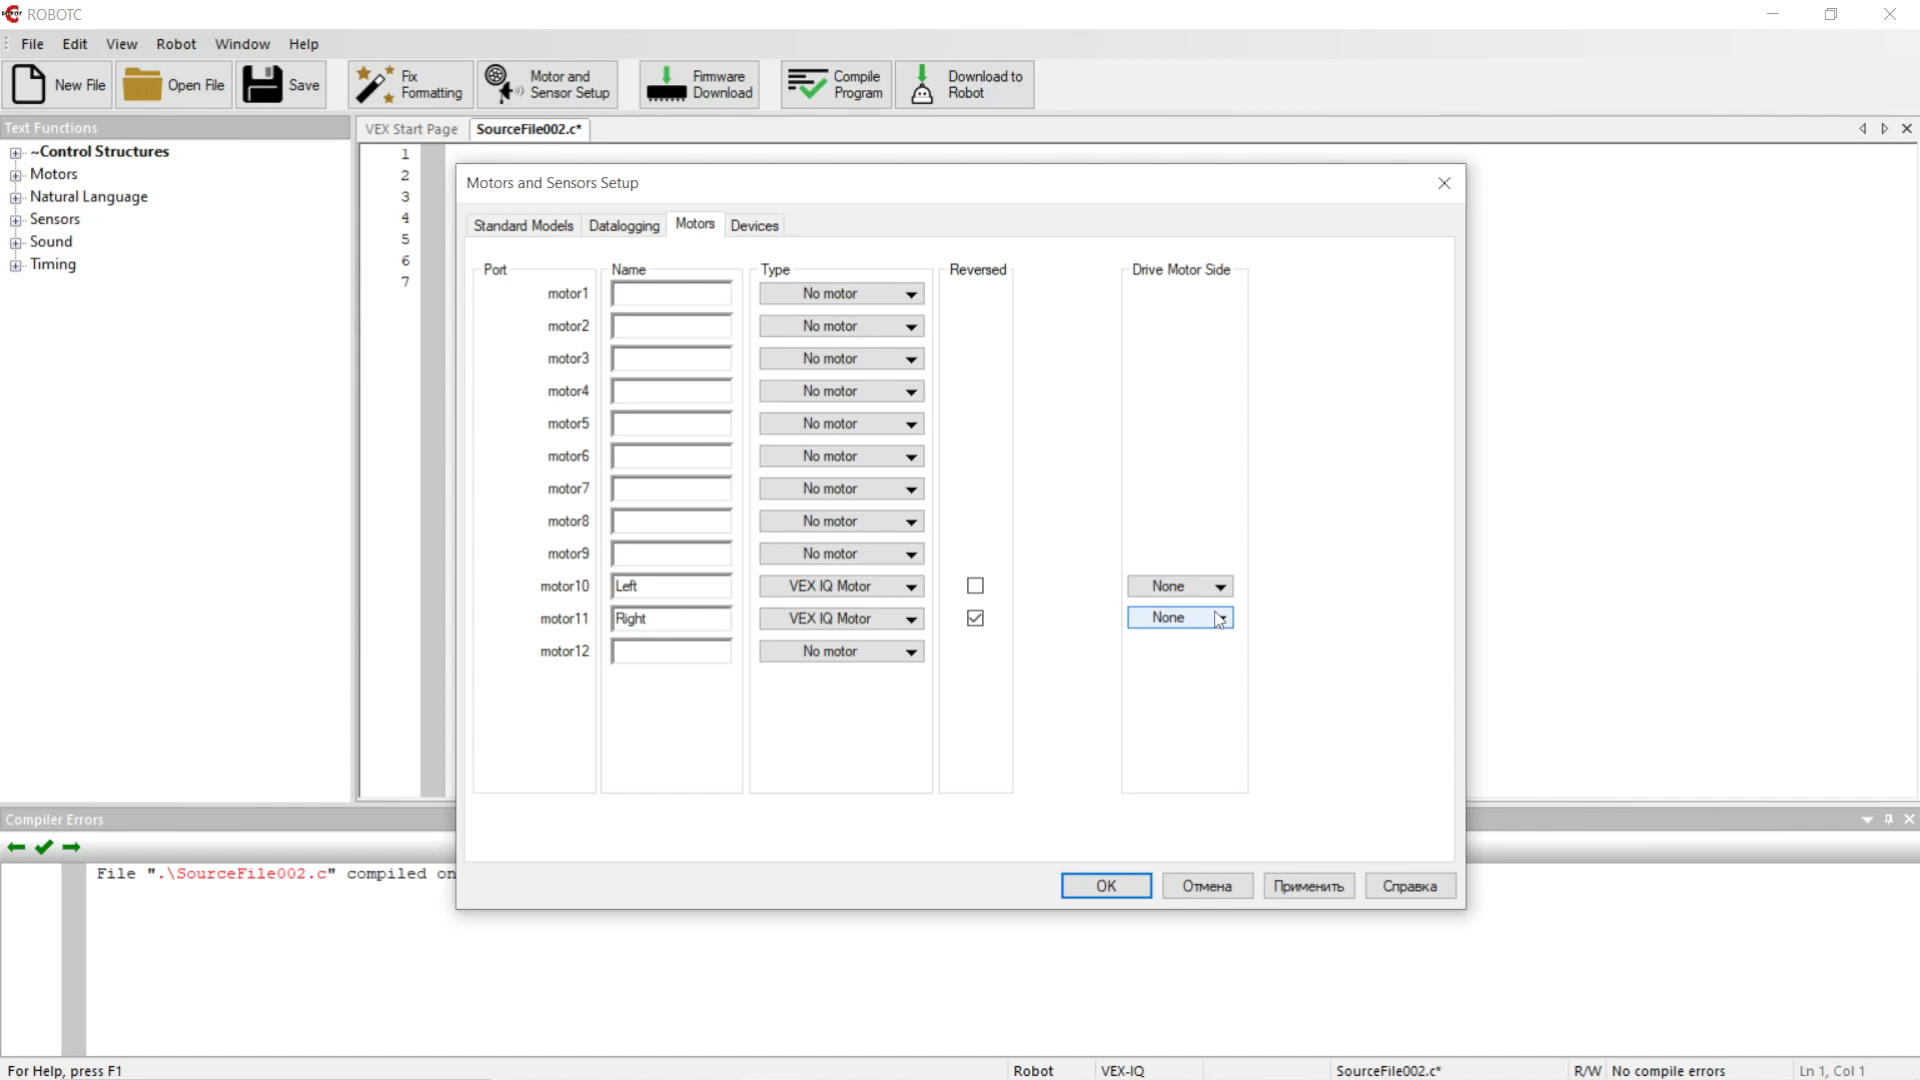 ROBOTC
File Edit View Robot Window Help
New File Open File Save Fix Formatting Motor and Sensor Setup Firmware Download Compile Program Download to Robot
Text Functions
VEX Start Page SourceFile002.c*
~Control Structures
Motors
Natural Language
Sensors
Sound
Timing
1
2
3
4
5
6
7
Motors and Sensors Setup
Standard Models Datalogging Motors Devices
Port Name Type Reversed Drive Motor Side
motor1 No motor
motor2 No motor
motor3 No motor
motor4 No motor
motor5 No motor
motor6 No motor
motor7 No motor
motor8 No motor
motor9 No motor
motor10 Left VEX IQ Motor None
motor11 Right VEX IQ Motor None
motor12 No motor
OK Отмена Применить Справка
Compiler Errors
File ".\SourceFile002.c" compiled on
For Help, press F1 Robot VEX-IQ SourceFile002.c* R/W No compile errors Ln 1, Col 1